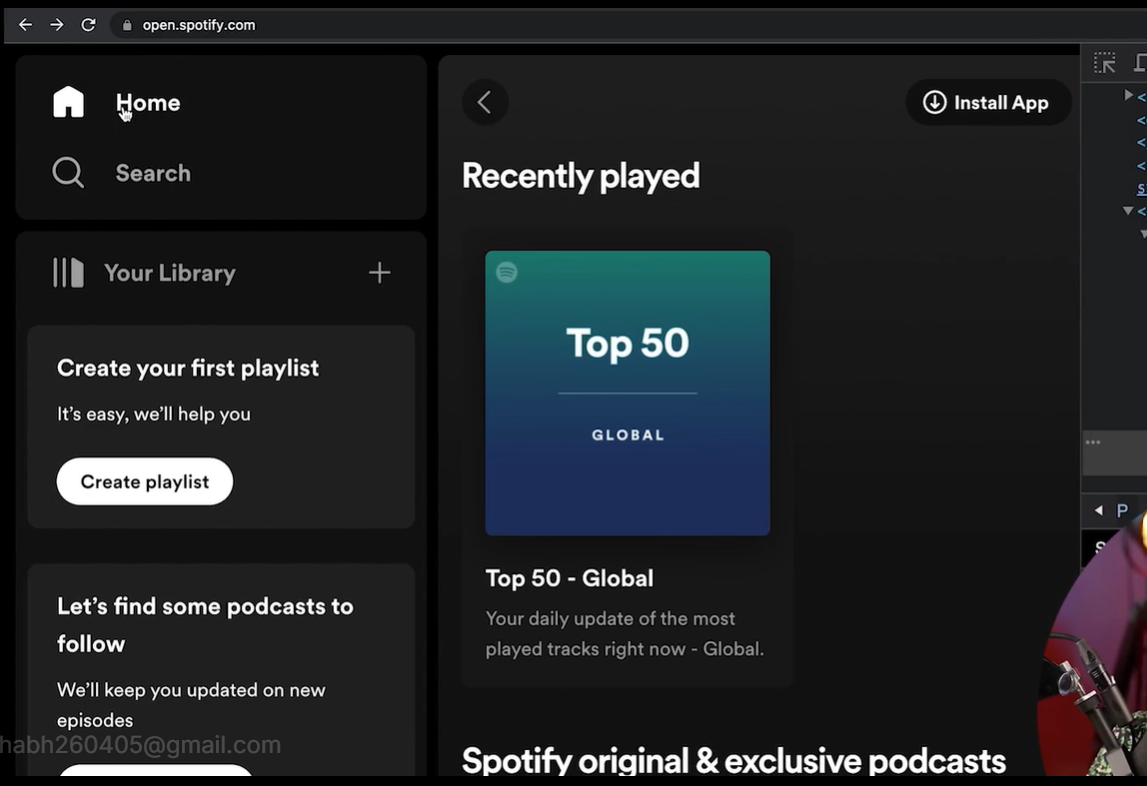 open.spotify.com
Home
Search
Your Library
Create your first playlist
It's easy, we'll help you
Create playlist
Let's find some podcasts to
follow
We'll keep you updated on new
episodes
habh260405@gmail.com
Install App
Recently played
Top 50
GLOBAL
Top 50 - Global
Your daily update of the most
played tracks right now - Global.
Spotify original & exclusive podcasts
P